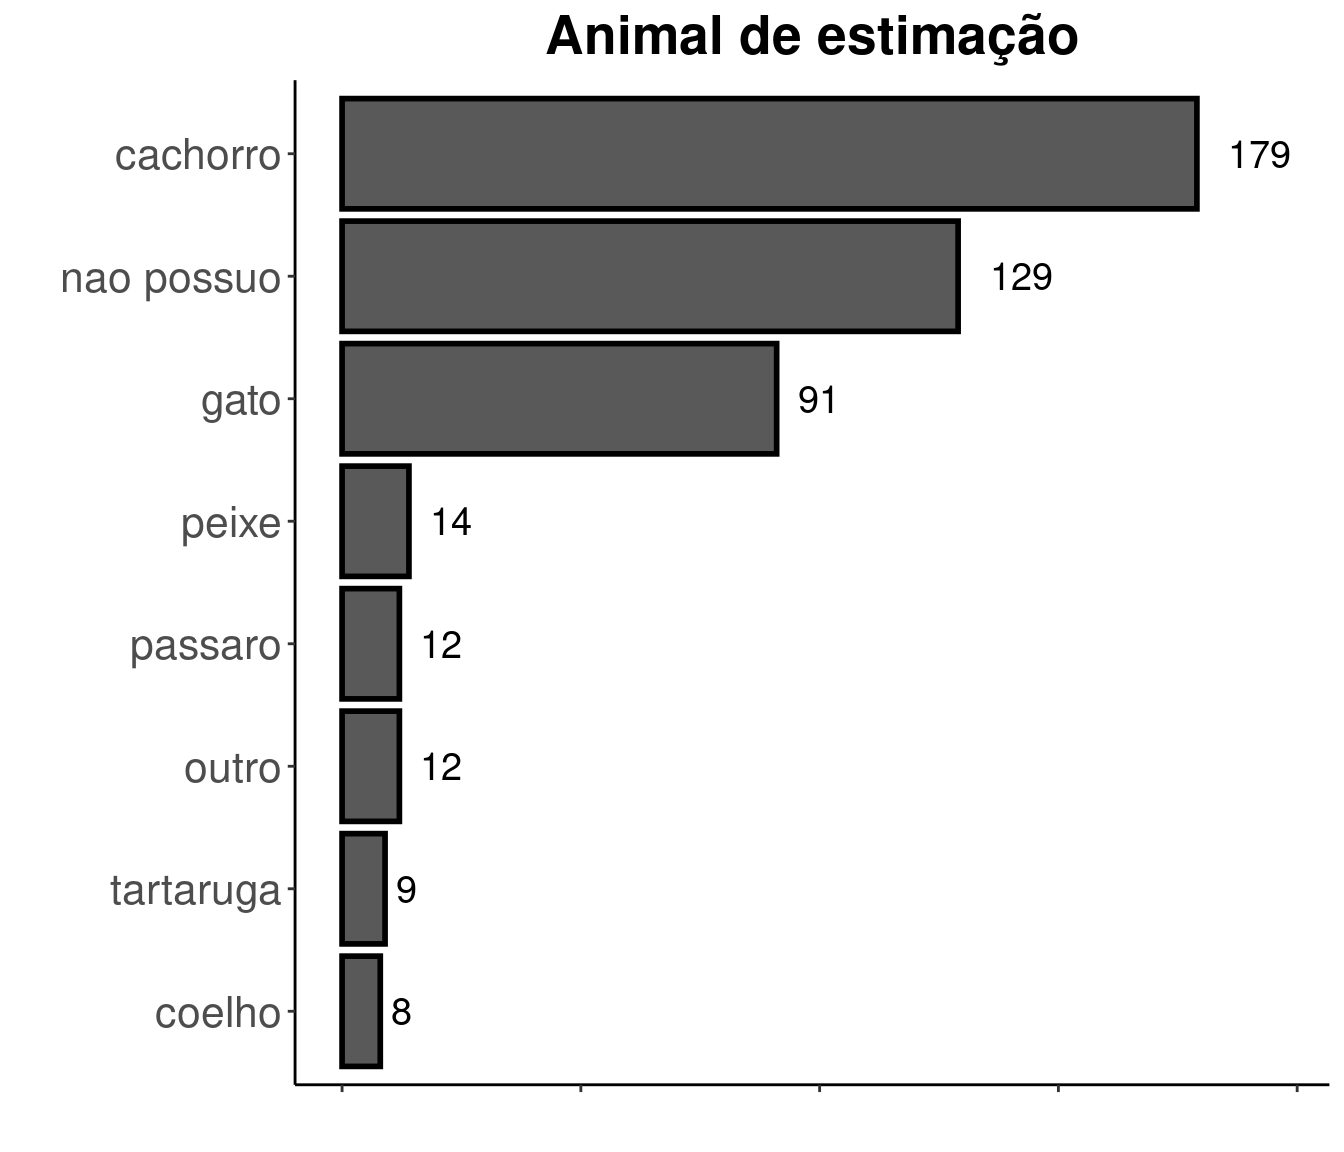 Animal de estimação
cachorro 179
nao possuo 129
gato 91
peixe 14
passaro 12
outro 12
tartaruga 9
coelho 8